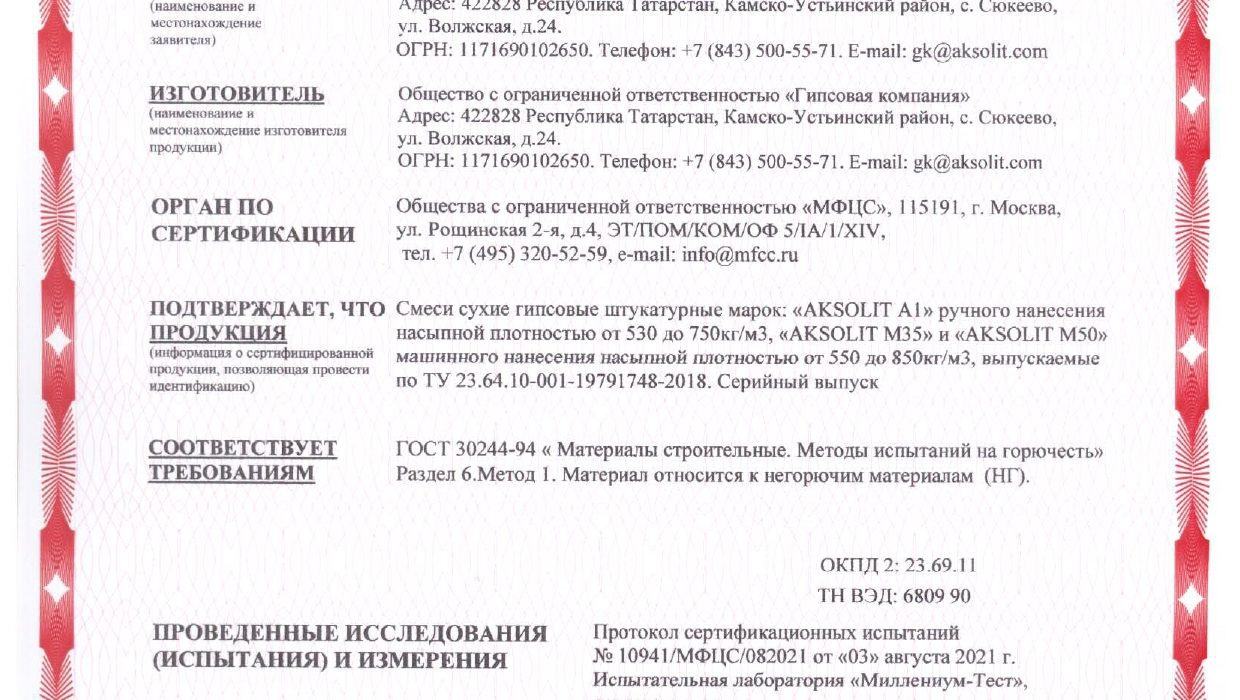 (наименование и
местонахождение
заявителя)
Адрес: 422828 Республика Татарстан, Камско-Устьинский район, с. Сюкеево,
ул. Волжская, д.24.
ОГРН: 1171690102650. Телефон: +7 (843) 500-55-71. E-mail: gk@aksolit.com
ИЗГОТОВИТЕЛЬ
(наименование и
местонахождение изготовителя
продукции)
Общество с ограниченной ответственностью «Гипсовая компания»
Адрес: 422828 Республика Татарстан, Камско-Устьинский район, с. Сюкеево,
ул. Волжская, д.24.
ОГРН: 1171690102650. Телефон: +7 (843) 500-55-71. E-mail: gk@aksolit.com
ОРГАН ПО
СЕРТИФИКАЦИИ
Общества с ограниченной ответственностью «МФЦС», 115191, г. Москва,
ул. Рощинская 2-я, д.4, ЭТ/ПОМ/КОМ/ОФ 5/IA/1/XIV,
тел. +7 (495) 320-52-59, e-mail: info@mfcc.ru
ПОДТВЕРЖДАЕТ, ЧТО
ПРОДУКЦИЯ
(информация о сертифицированной
продукции, позволяющая провести
идентификацию)
Смеси сухие гипсовые штукатурные марок: «AKSOLIT A1» ручного нанесения
насыпной плотностью от 530 до 750кг/м3, «AKSOLIT M35» и «AKSOLIT M50»
машинного нанесения насыпной плотностью от 550 до 850кг/м3, выпускаемые
по ТУ 23.64.10-001-19791748-2018. Серийный выпуск
СООТВЕТСТВУЕТ
ТРЕБОВАНИЯМ
ГОСТ 30244-94 « Материалы строительные. Методы испытаний на горючесть»
Раздел 6.Метод 1. Материал относится к негорючим материалам (НГ).
ОКПД 2: 23.69.11
ТН ВЭД: 6809 90
ПРОВЕДЕННЫЕ ИССЛЕДОВАНИЯ
(ИСПЫТАНИЯ) И ИЗМЕРЕНИЯ
Протокол сертификационных испытаний
№ 10941/МФЦС/082021 от «03» августа 2021 г.
Испытательная лаборатория «Миллениум-Тест»,